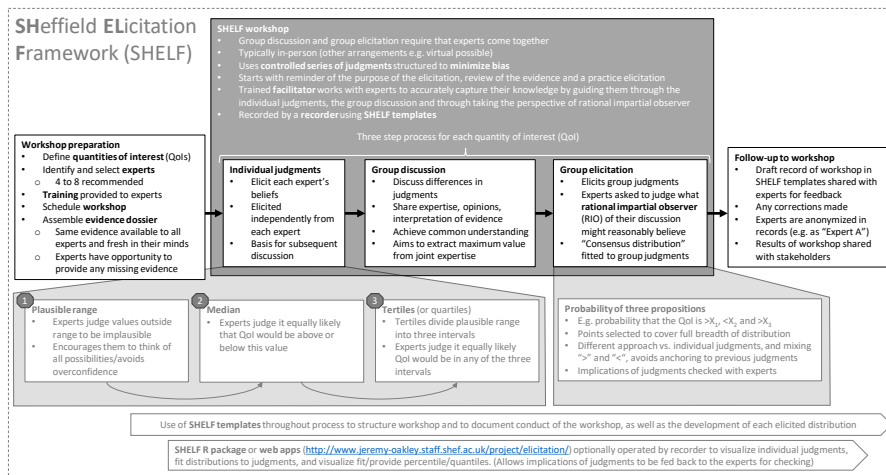 SHeffield ELicitation
Framework (SHELF)
SHELF workshop
• Group discussion and group elicitation require that experts come together
• Typically in-person (other arrangements e.g. virtual possible)
• Uses controlled series of judgments structured to minimize bias
• Starts with reminder of the purpose of the elicitation, review of the evidence and a practice elicitation
• Trained facilitator works with experts to accurately capture their knowledge by guiding them through the
individual judgments, the group discussion and through taking the perspective of rational impartial observer
• Recorded by a recorder using SHELF templates
Three step process for each quantity of interest (QoI)
Workshop preparation
• Define quantities of interest (QoIs)
• Identify and select experts
o 4 to 8 recommended
• Training provided to experts
• Schedule workshop
• Assemble evidence dossier
o Same evidence available to
all experts and fresh in their minds
o Experts have opportunity to
provide any missing evidence
Individual judgments
• Elicit each expert's
beliefs
• Elicited
independently from
each expert
• Basis for subsequent
discussion
Group discussion
• Discuss differences in
judgments
• Share expertise, opinions,
interpretation of evidence
• Achieve common understanding
• Aims to extract maximum value
from joint expertise
Group elicitation
• Elicits group judgments
• Experts asked to judge what
rational impartial observer
(RIO) of their discussion
might reasonably believe
• “Consensus distribution”
fitted to group judgments
Follow-up to workshop
• Draft record of workshop in
SHELF templates shared with
experts for feedback
• Any corrections made
• Experts are anonymized in
records (e.g. as “Expert A”)
• Results of workshop shared
with stakeholders
1
Plausible range
• Experts judge values outside
range to be implausible
• Encourages them to think of
all possibilities/avoids
overconfidence
2
Median
• Experts judge it equally likely
that QoI would be above or
below this value
3
Tertiles (or quartiles)
• Tertiles divide plausible range
into three intervals
• Experts judge it equally likely
QoI would be in any of the three
intervals
Probability of three propositions
• E.g. probability that the QoI is >X1, <X2 and >X3
• Points selected to cover full breadth of distribution
• Different approach vs. individual judgments, and mixing
“>” and “<“, avoids anchoring to previous judgments
• Implications of judgments checked with experts
Use of SHELF templates throughout process to structure workshop and to document conduct of the workshop, as well as the development of each elicited distribution
SHELF R package or web apps (http://www.jeremy-oakley.staff.shef.ac.uk/project/elicitation/) optionally operated by recorder to visualize individual judgments,
fit distributions to judgments, and visualize fit/provide percentile/quantiles. (Allows implications of judgments to be fed back to the experts for checking)